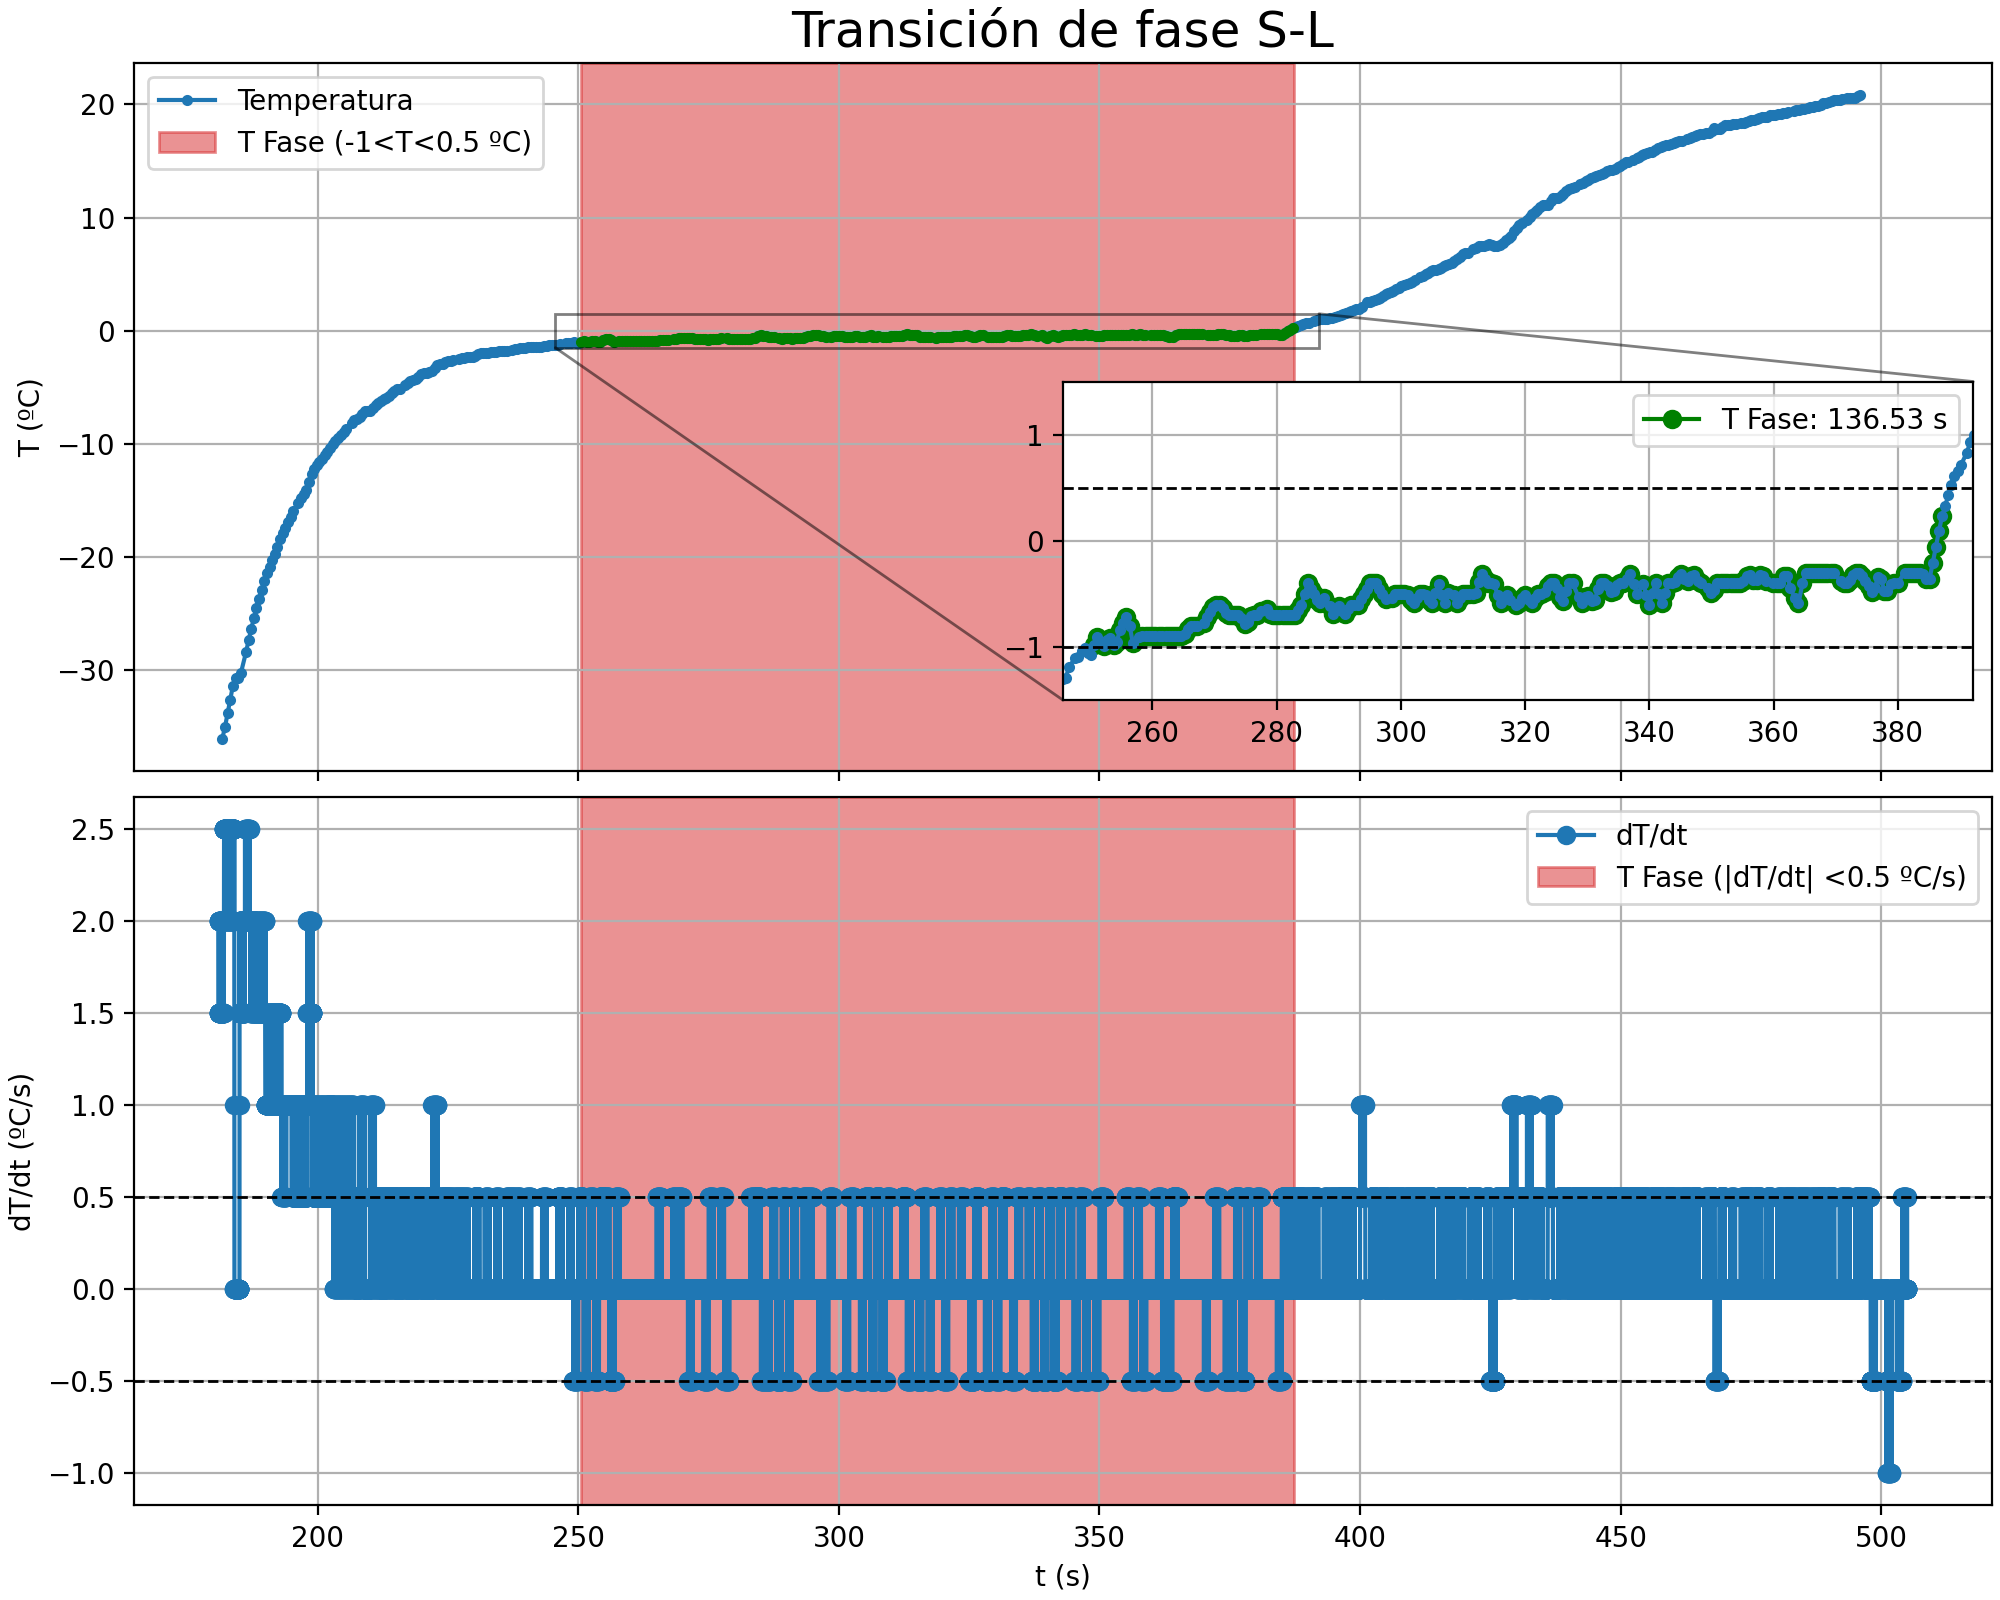 Transición de fase S-L
Temperatura
T Fase (-1<T<0.5 ºC)
20
10
0
−10
−20
−30
T (ºC)
T Fase: 136.53 s
1
0
−1
260 280 300 320 340 360 380
dT/dt
T Fase (|dT/dt| <0.5 ºC/s)
2.5
2.0
1.5
1.0
0.5
0.0
−0.5
−1.0
dT/dt (ºC/s)
200 250 300 350 400 450 500
t (s)